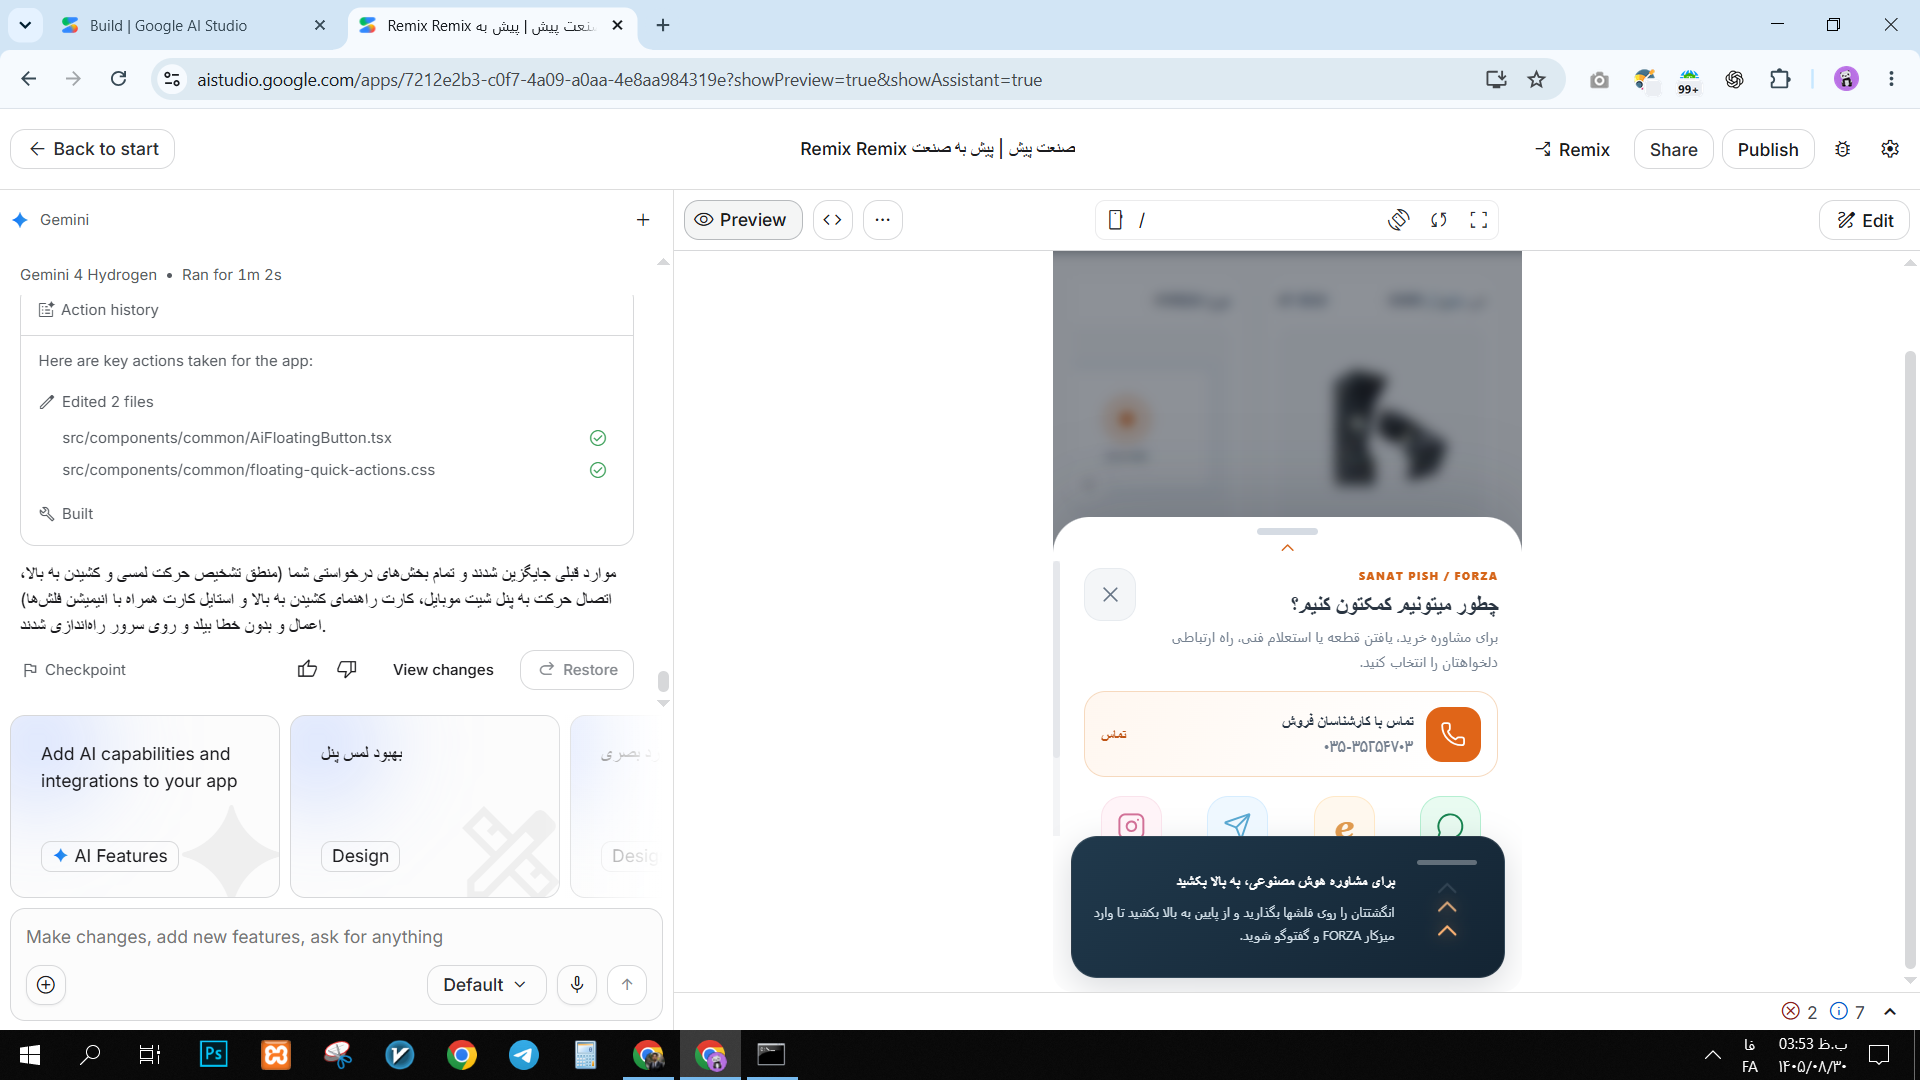 Build | Google AI Studio
Remix Remix صنعت پیش | پیش به
aistudio.google.com/apps/7212e2b3-c0f7-4a09-a0aa-4e8aa984319e?showPreview=true&showAssistant=true
99+
Back to start
Remix Remix صنعت پیش | پیش به صنعت
Remix
Share
Publish
Gemini
Preview
/
Edit
Gemini 4 Hydrogen • Ran for 1m 2s
Action history
Here are key actions taken for the app:
Edited 2 files
src/components/common/AiFloatingButton.tsx
src/components/common/floating-quick-actions.css
Built
موارد قبلی جایگزین شدند و تمام بخش‌های درخواستی شما (منطق تشخیص حرکت لمسی و کشیدن به بالا،
اتصال حرکت به پنل شیت موبایل، کارت راهنمای کشیدن به بالا و استایل کارت همراه با انیمیشن فلش‌ها)
اعمال و بدون خطا بیلد و روی سرور راه‌اندازی شدند.
Checkpoint
View changes
Restore
Add AI capabilities and
integrations to your app
AI Features
بهبود لمس پنل
Design
Make changes, add new features, ask for anything
Default
SANAT PISH / FORZA
چطور میتونیم کمکتون کنیم؟
برای مشاوره خرید، یافتن قطعه یا استعلام فنی، راه ارتباطی
دلخواهتان را انتخاب کنید.
تماس با کارشناسان فروش
۰۳۵-۳۵۲۵۴۷۰۳
تماس
برای مشاوره هوش مصنوعی، به بالا بکشید
انگشتتان را روی فلشها بگذارید و از پایین به بالا بکشید تا وارد
میزکار FORZA و گفتوگو شوید.
2
7
Ps
فا
FA
03:53 ب.ظ
۱۴۰۵/۰۸/۳۰